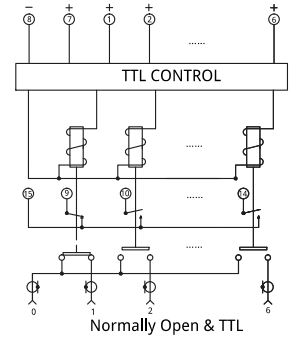 − + + + +
8 7 1 2 ...... 6
TTL CONTROL
......
15 9 10 ...... 14
......
0 1 2 6
Normally Open & TTL